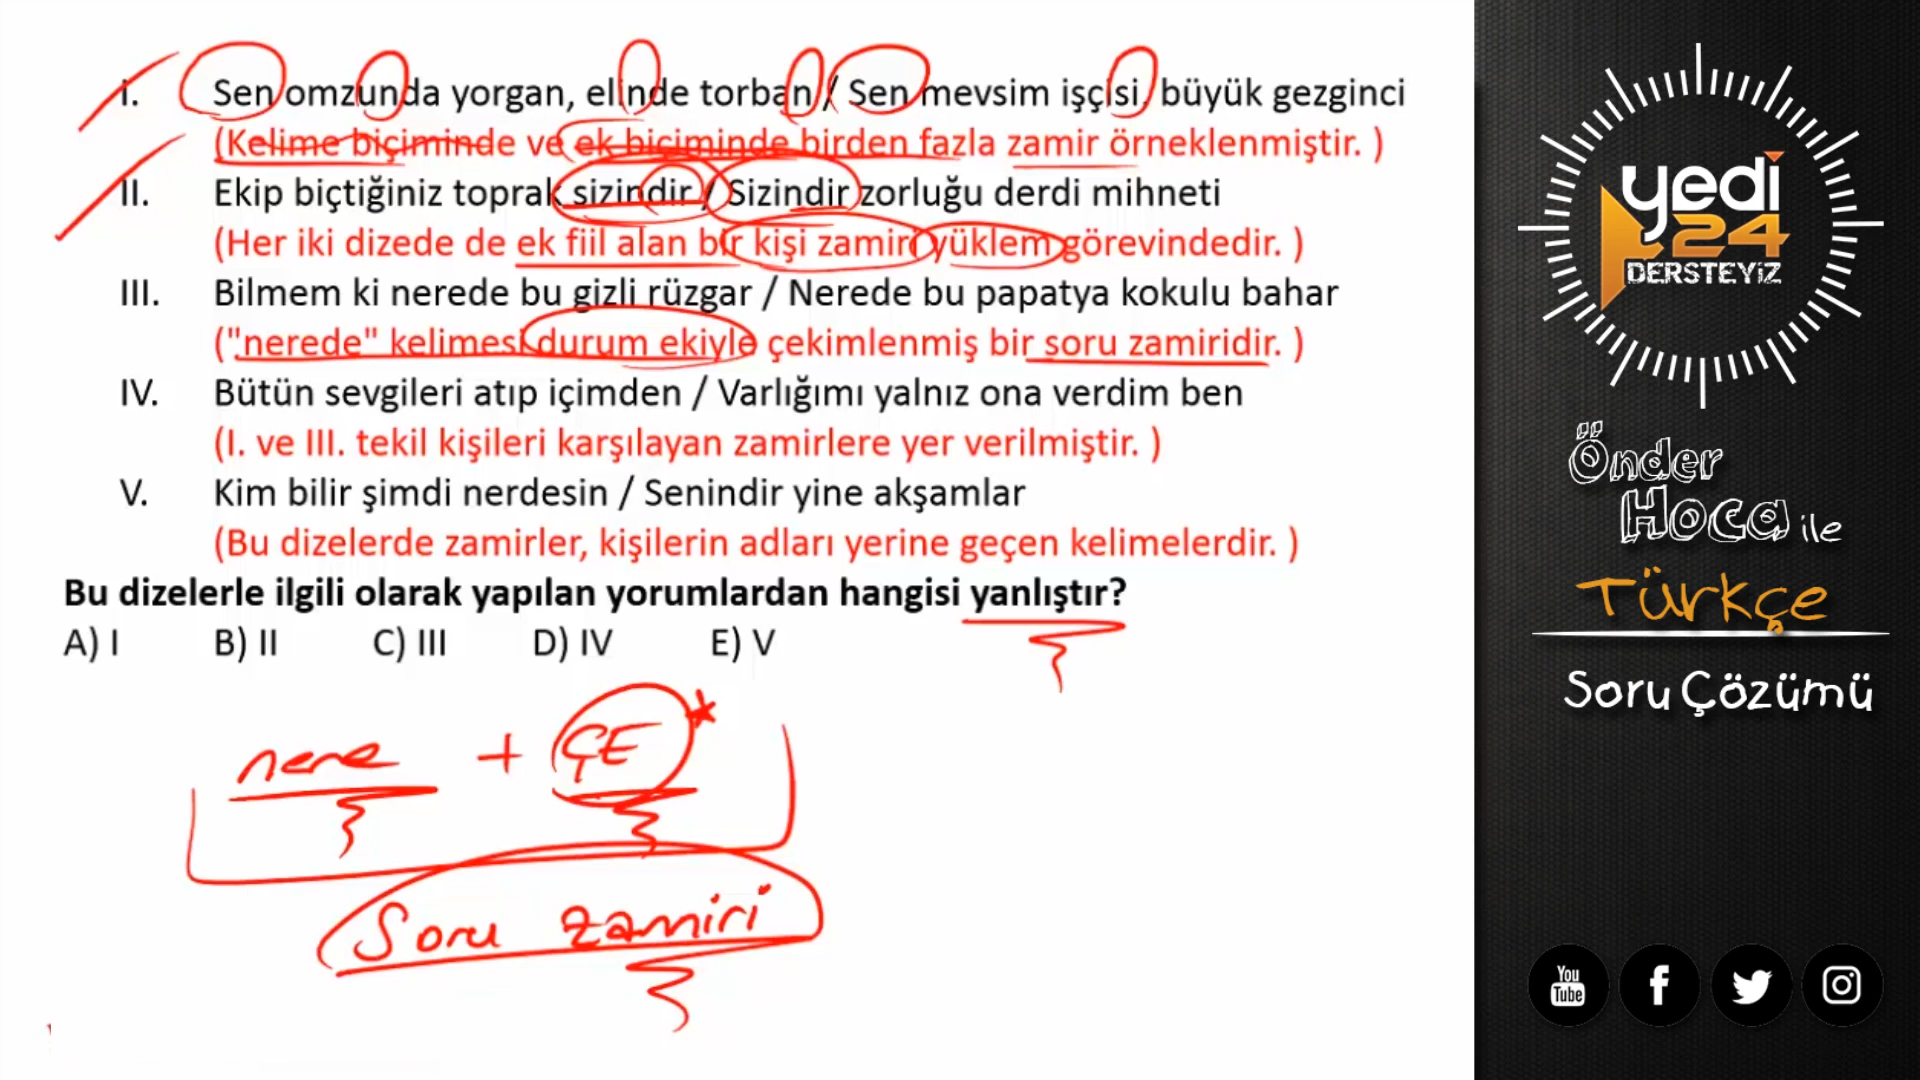 I. Sen omzunda yorgan, elinde torban / Sen mevsim işçisi, büyük gezginci
(Kelime biçiminde ve ek biçiminde birden fazla zamir örneklenmiştir. )
II. Ekip biçtiğiniz toprak sizindir / Sizindir zorluğu derdi mihneti
(Her iki dizede de ek fiil alan bir kişi zamiri yüklem görevindedir. )
III. Bilmem ki nerede bu gizli rüzgar / Nerede bu papatya kokulu bahar
("nerede" kelimesi durum ekiyle çekimlenmiş bir soru zamiridir. )
IV. Bütün sevgileri atıp içimden / Varlığımı yalnız ona verdim ben
(I. ve III. tekil kişileri karşılayan zamirlere yer verilmiştir. )
V. Kim bilir şimdi nerdesin / Senindir yine akşamlar
(Bu dizelerde zamirler, kişilerin adları yerine geçen kelimelerdir. )
Bu dizelerle ilgili olarak yapılan yorumlardan hangisi yanlıştır?
A) I B) II C) III D) IV E) V
nere + ÇE *
Soru zamiri
yedi
24
DERSTEYİZ
Önder
Hoca ile
Türkçe
Soru Çözümü
You
Tube